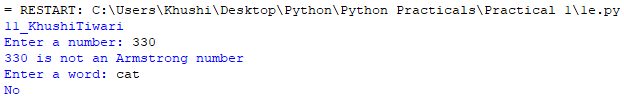 = RESTART: C:\Users\Khushi\Desktop\Python\Python Practicals\Practical 1\1e.py
11_KhushiTiwari
Enter a number: 330
330 is not an Armstrong number
Enter a word: cat
No